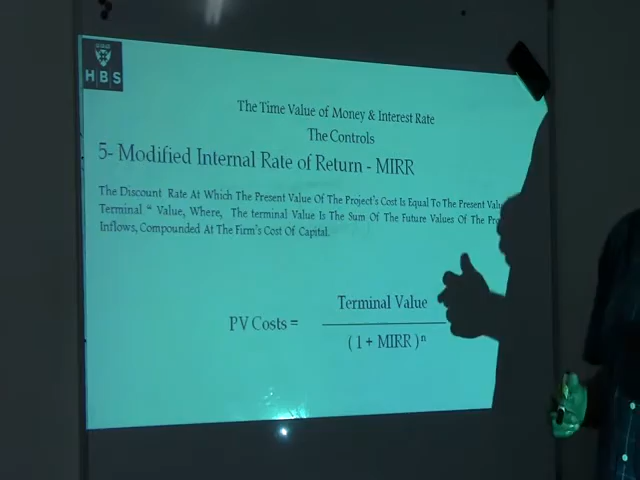 HBS
The Time Value of Money & Interest Rate
The Controls
5- Modified Internal Rate of Return - MIRR
The Discount Rate At Which The Present Value Of The Project's Cost Is Equal To The Present
Terminal " Value, Where, The terminal Value Is The Sum Of The Future Values Of The
Inflows, Compounded At The Firm's Cost Of Capital.
Terminal Value
PV Costs =
( 1 + MIRR )ⁿ